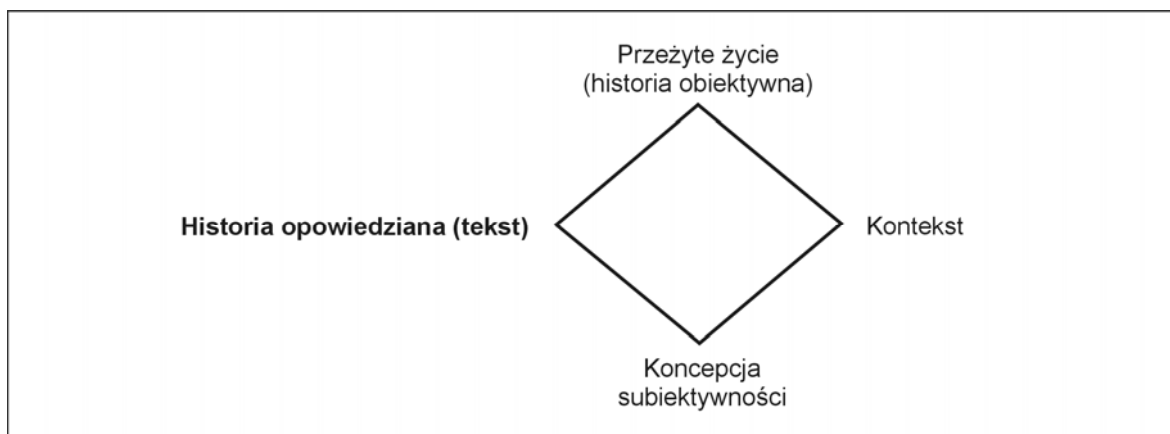 Przeżyte życie
(historia obiektywna)
Historia opowiedziana (tekst)
Kontekst
Koncepcja
subiektywności